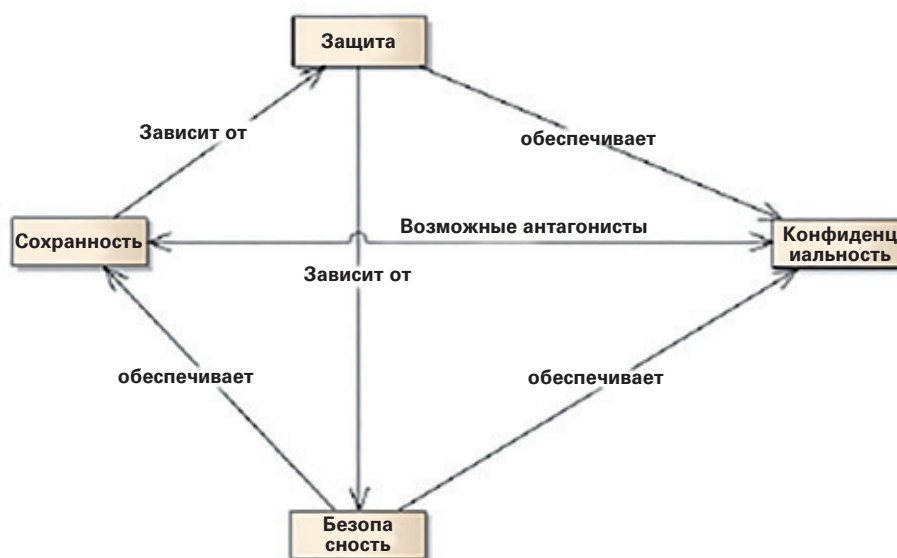 Защита
Зависит от
обеспечивает
Возможные антагонисты
Сохранность
Конфиденц
иальность
Зависит от
обеспечивает
обеспечивает
Безопа
сность